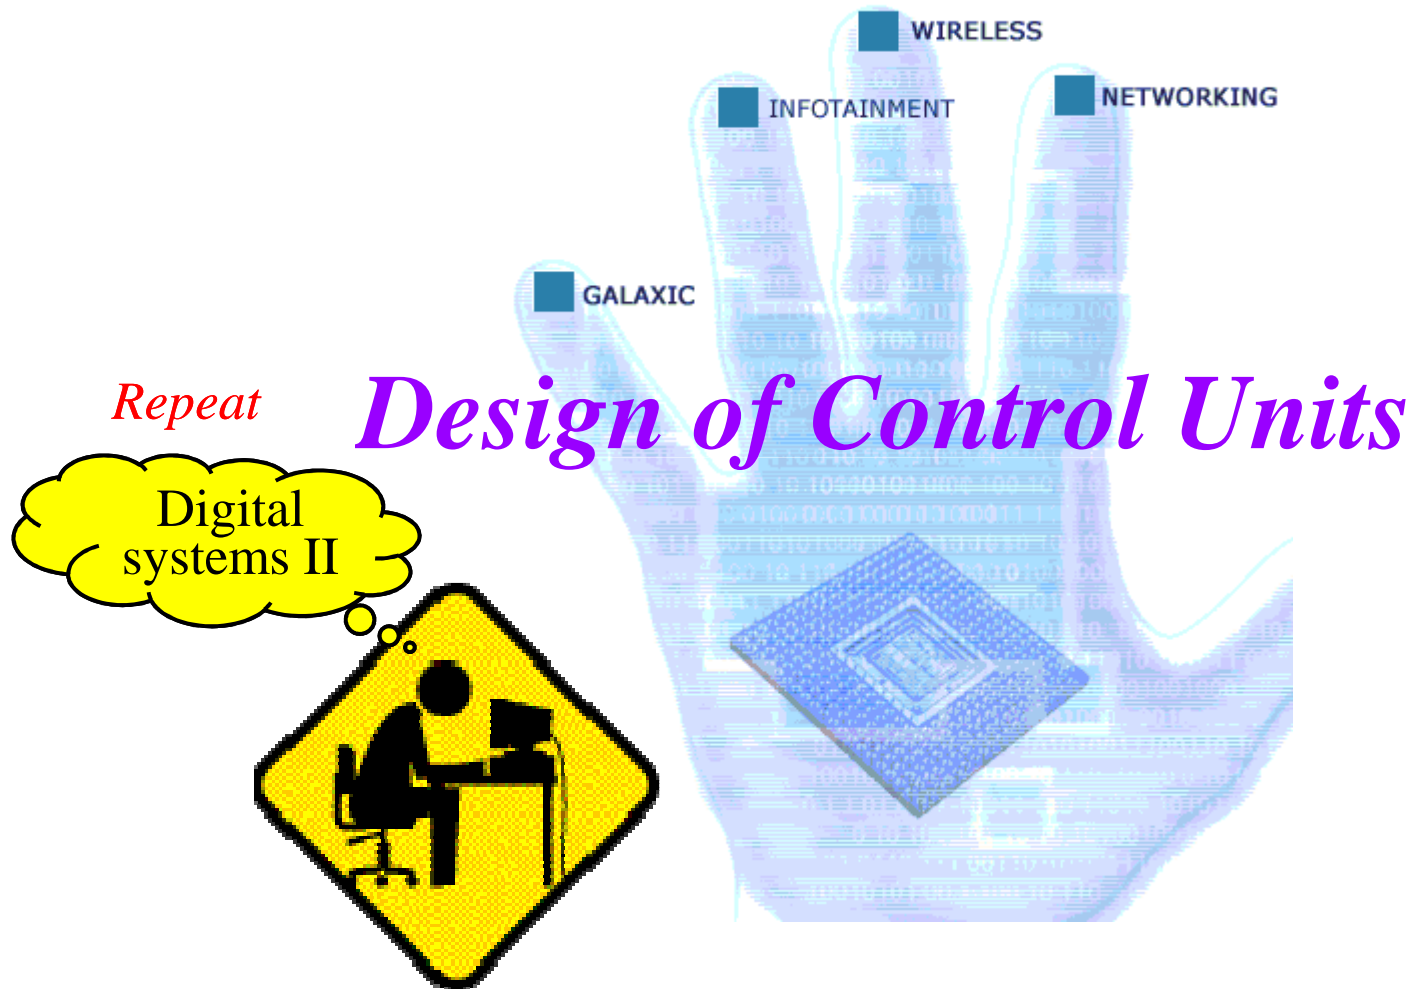 WIRELESS
INFOTAINMENT
NETWORKING
GALAXIC
Repeat
Design of Control Units
Digital
systems II